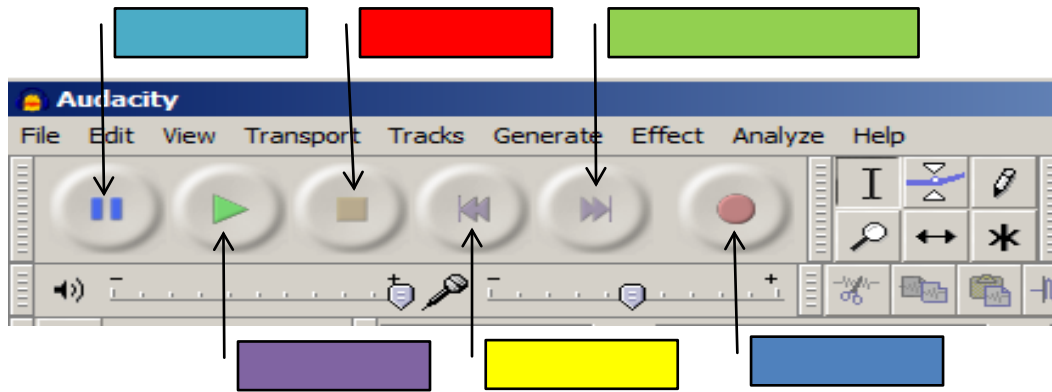 Audacity
File Edit View Transport Tracks Generate Effect Analyze Help
- + - +